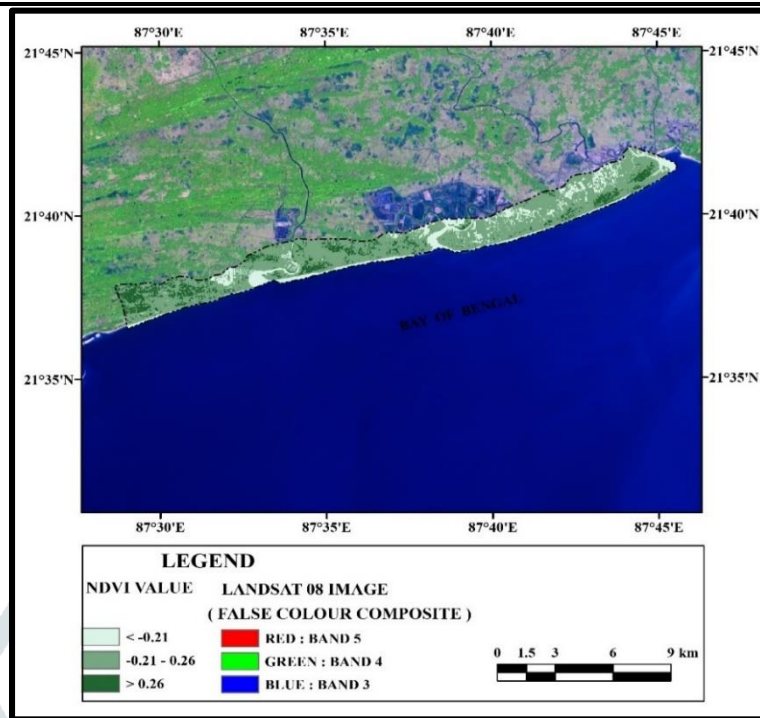 87°30'E 87°35'E 87°40'E 87°45'E
21°45'N 21°45'N
21°40'N 21°40'N
BAY OF BENGAL
21°35'N 21°35'N
87°30'E 87°35'E 87°40'E 87°45'E
LEGEND
NDVI VALUE LANDSAT 08 IMAGE
( FALSE COLOUR COMPOSITE )
< -0.21 RED : BAND 5
-0.21 - 0.26 GREEN : BAND 4
> 0.26 BLUE : BAND 3
0 1.5 3 6 9 km